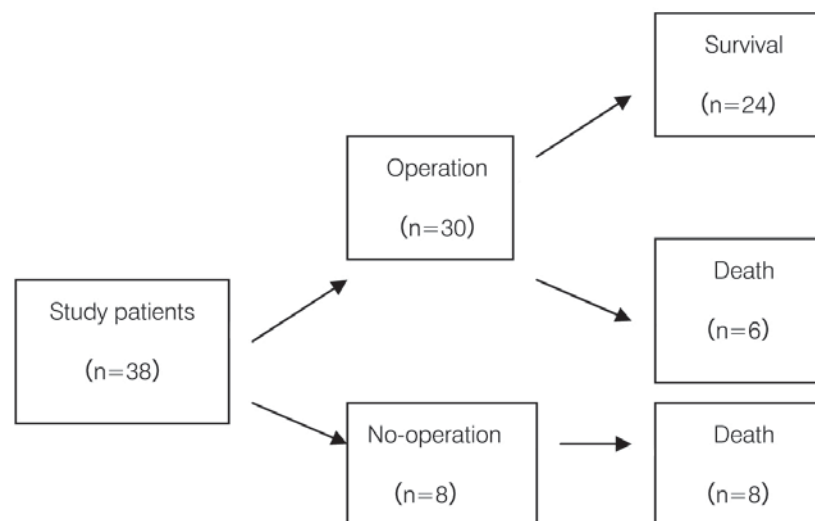 Survival
(n=24)
Operation
(n=30)
Death
(n=6)
Study patients
(n=38)
No-operation
(n=8)
Death
(n=8)